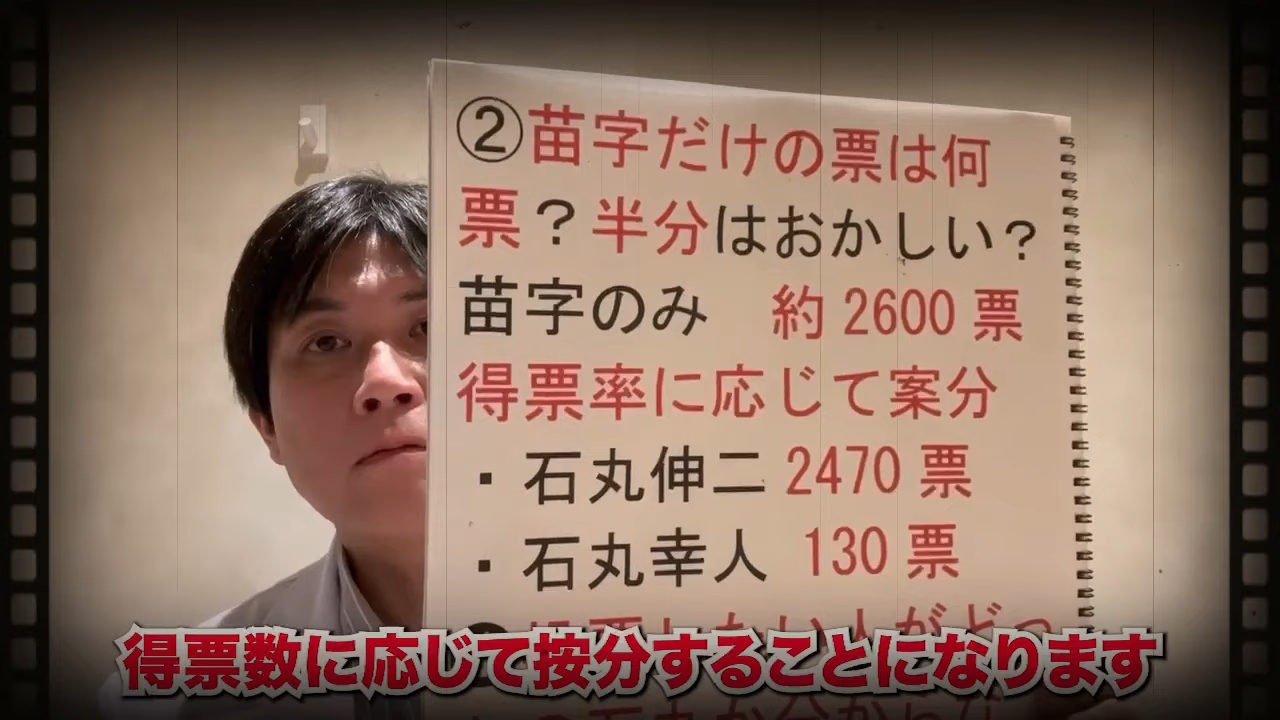 ②苗字だけの票は何
票?半分はおかしい?
苗字のみ 約2600票
得票率に応じて案分
・石丸伸二2470票
・石丸幸人 130票
得票数に応じて按分することになります